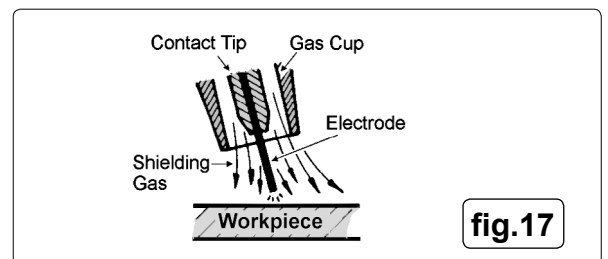 Contact Tip
Gas Cup
Electrode
Shielding
Gas
Workpiece
fig.17